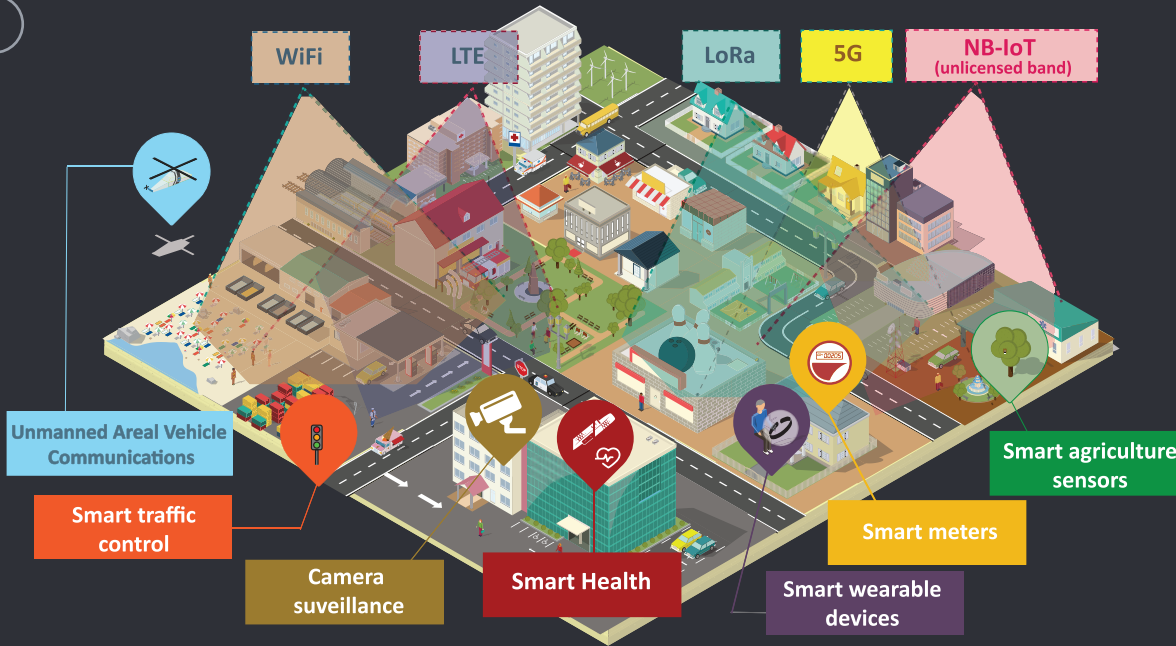 WiFi
LTE
LoRa
5G
NB-IoT
(unlicensed band)
Unmanned Areal Vehicle
Communications
Smart traffic
control
Camera
suveillance
Smart Health
Smart wearable
devices
Smart meters
Smart agriculture
sensors
STOP